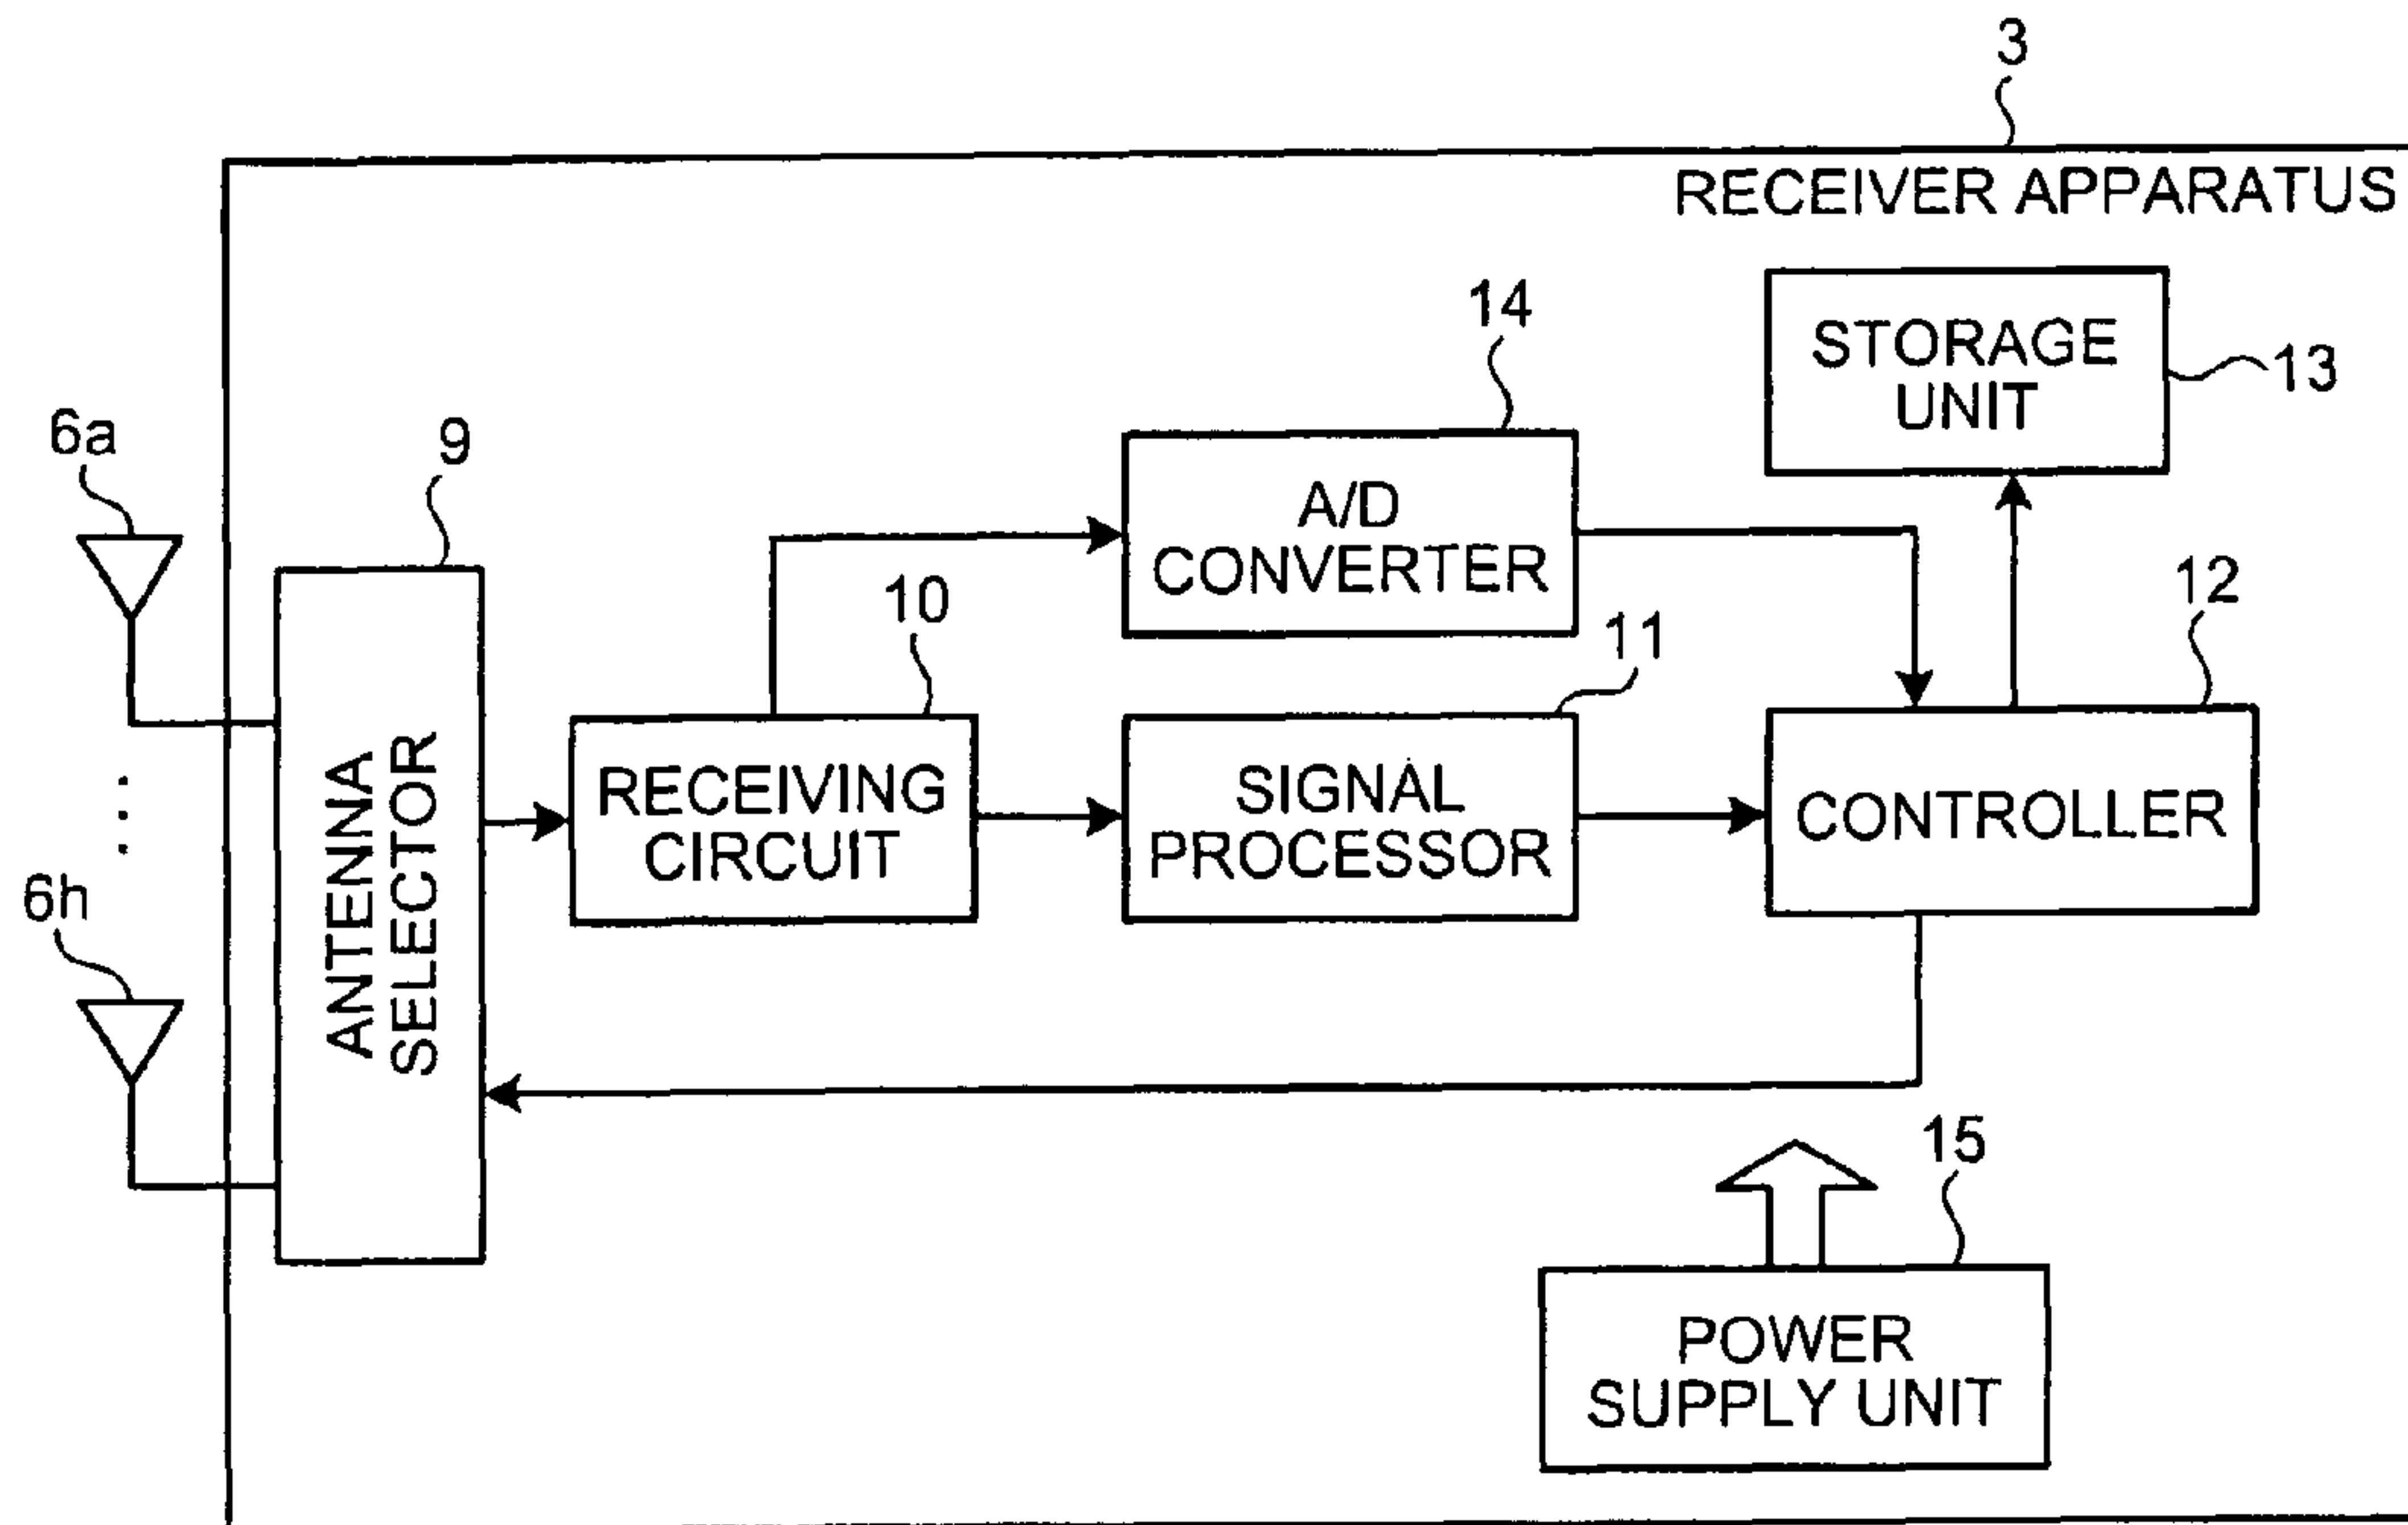 3
RECEIVER APPARATUS
14
STORAGE
UNIT
13
6a
9
A/D
CONVERTER
10
12
11
ANTENNA
SELECTOR
RECEIVING
CIRCUIT
SIGNAL
PROCESSOR
CONTROLLER
6h
15
POWER
SUPPLY UNIT